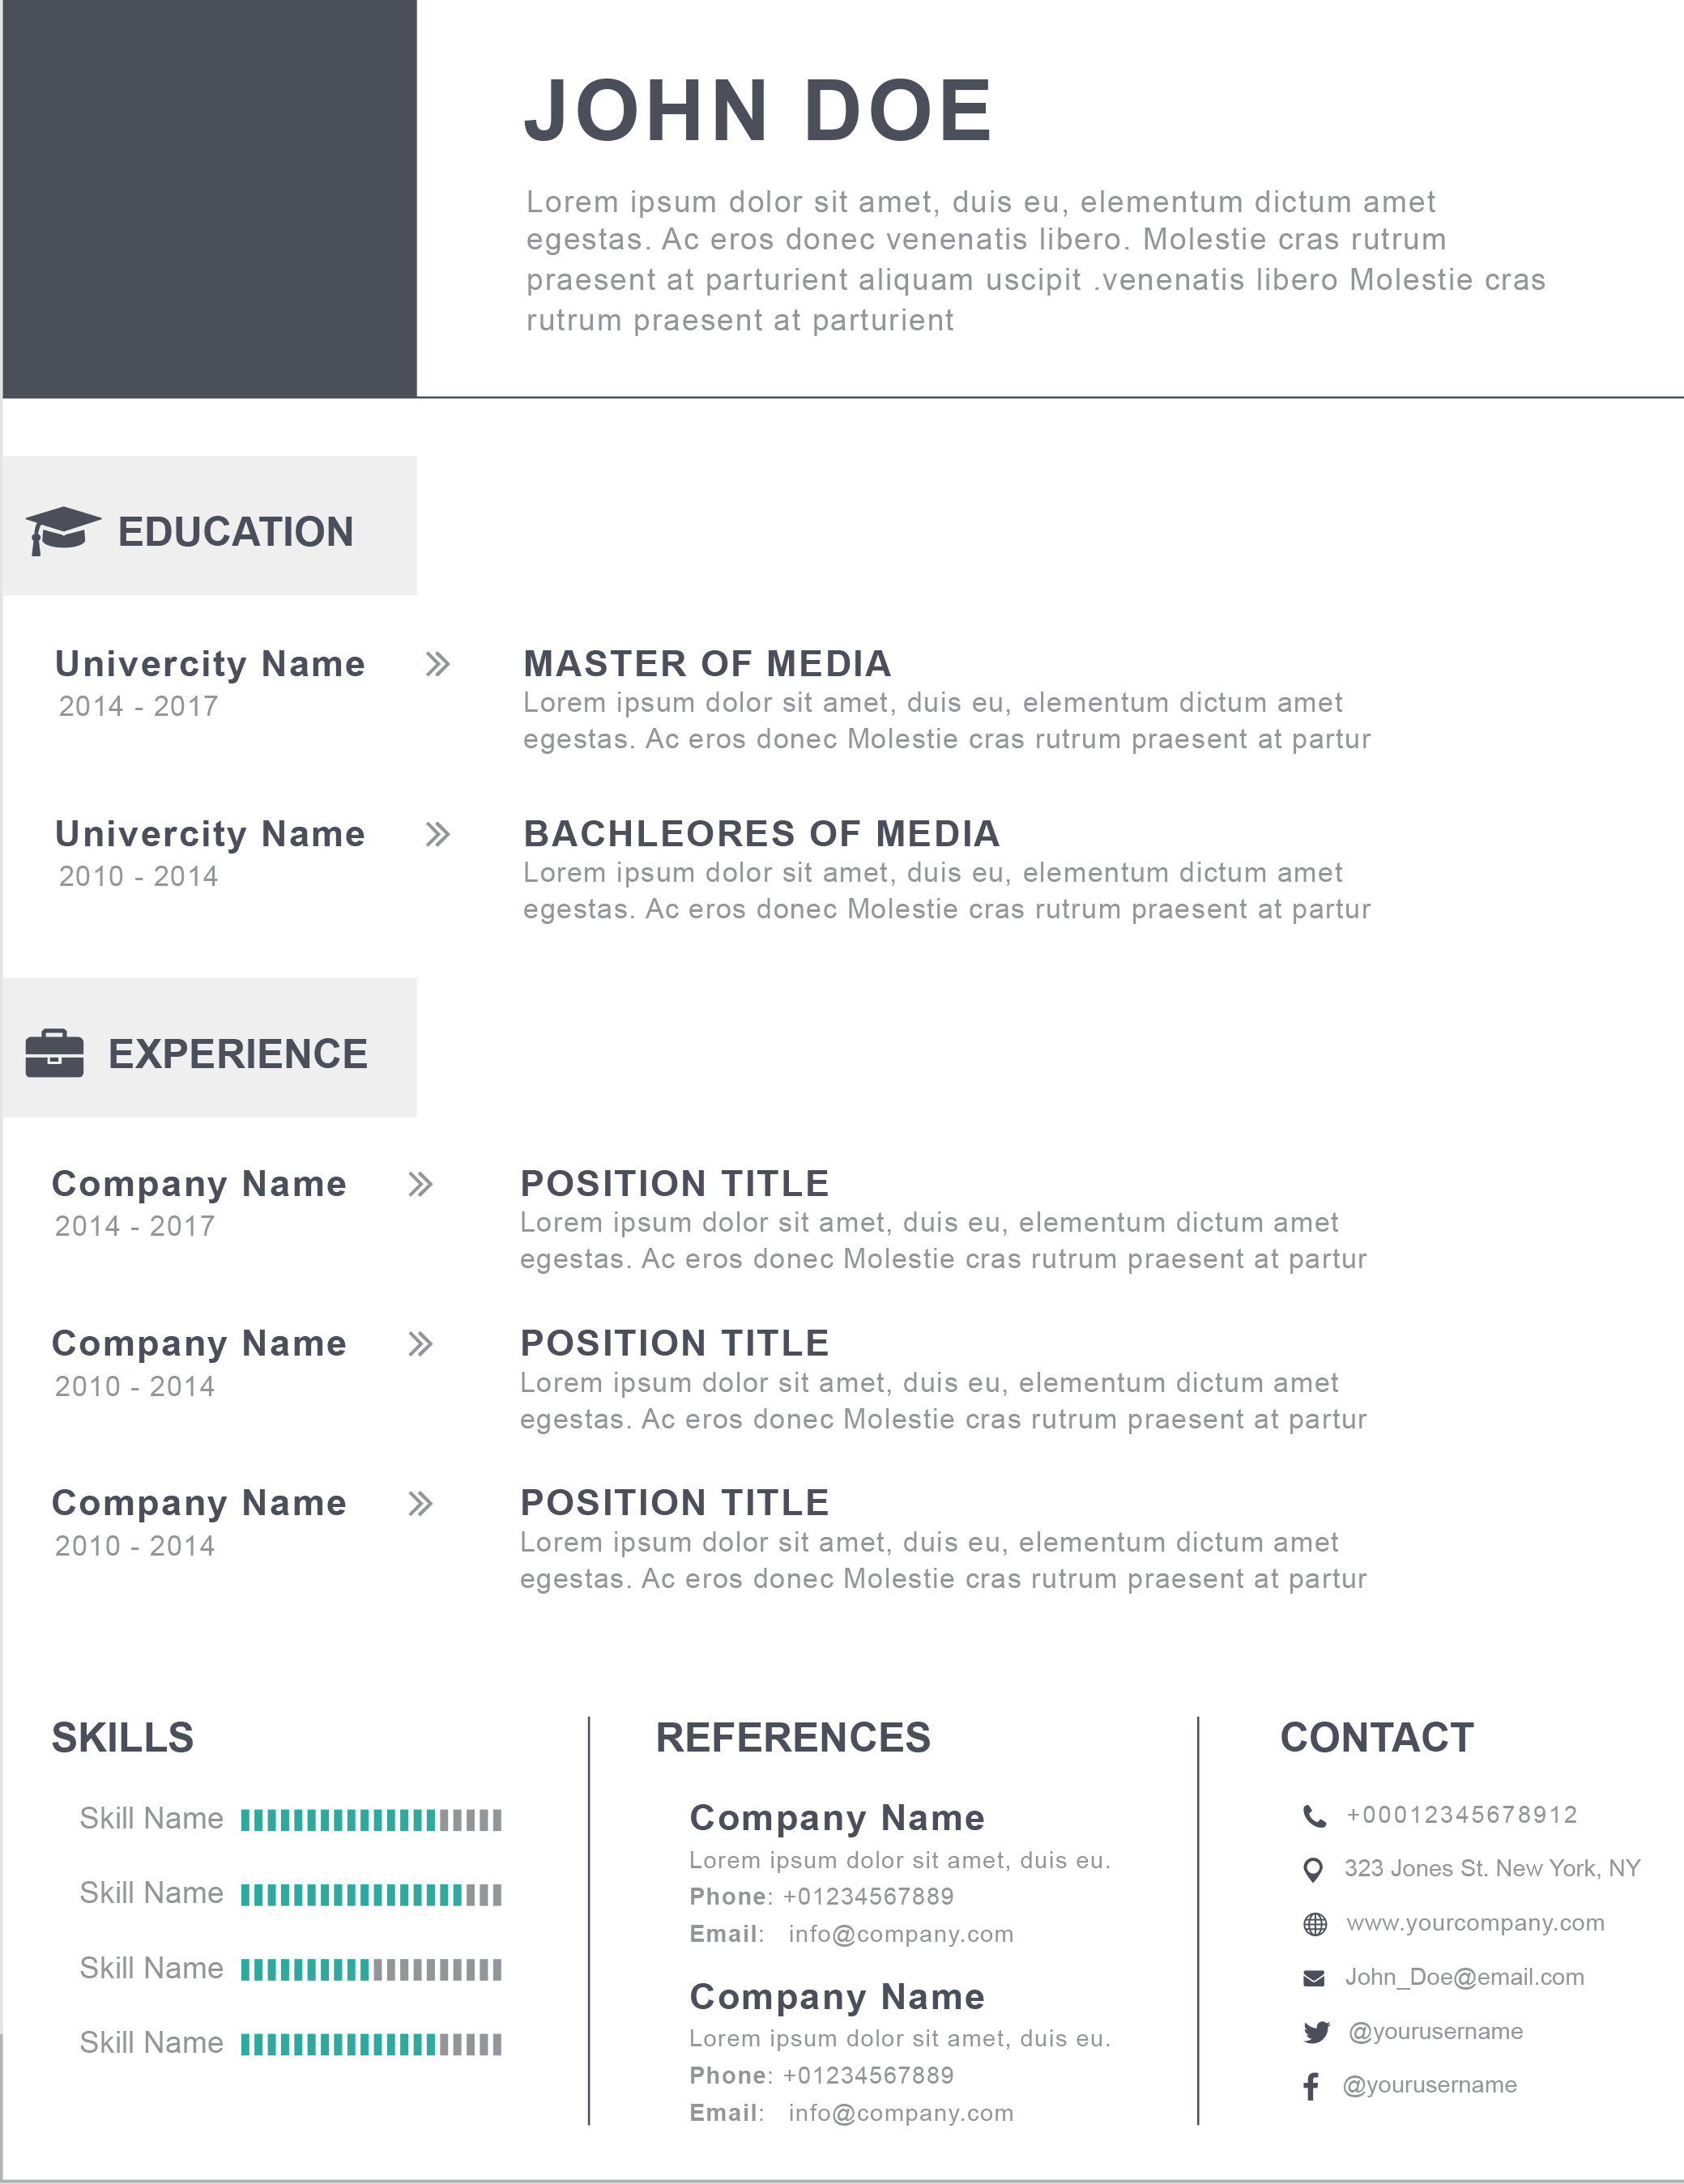 JOHN DOE
Lorem ipsum dolor sit amet, duis eu, elementum dictum amet
egestas. Ac eros donec venenatis libero. Molestie cras rutrum
praesent at parturient aliquam uscipit .venenatis libero Molestie cras
rutrum praesent at parturient
EDUCATION
Univercity Name
2014 - 2017
MASTER OF MEDIA
Lorem ipsum dolor sit amet, duis eu, elementum dictum amet
egestas. Ac eros donec Molestie cras rutrum praesent at partur
Univercity Name
2010 - 2014
BACHLEORES OF MEDIA
Lorem ipsum dolor sit amet, duis eu, elementum dictum amet
egestas. Ac eros donec Molestie cras rutrum praesent at partur
EXPERIENCE
Company Name
2014 - 2017
POSITION TITLE
Lorem ipsum dolor sit amet, duis eu, elementum dictum amet
egestas. Ac eros donec Molestie cras rutrum praesent at partur
Company Name
2010 - 2014
POSITION TITLE
Lorem ipsum dolor sit amet, duis eu, elementum dictum amet
egestas. Ac eros donec Molestie cras rutrum praesent at partur
Company Name
2010 - 2014
POSITION TITLE
Lorem ipsum dolor sit amet, duis eu, elementum dictum amet
egestas. Ac eros donec Molestie cras rutrum praesent at partur
SKILLS
Skill Name
Skill Name
Skill Name
Skill Name
REFERENCES
Company Name
Lorem ipsum dolor sit amet, duis eu.
Phone: +01234567889
Email: info@company.com
Company Name
Lorem ipsum dolor sit amet, duis eu.
Phone: +01234567889
Email: info@company.com
CONTACT
+00012345678912
323 Jones St. New York, NY
www.yourcompany.com
John_Doe@email.com
@yourusername
@yourusername